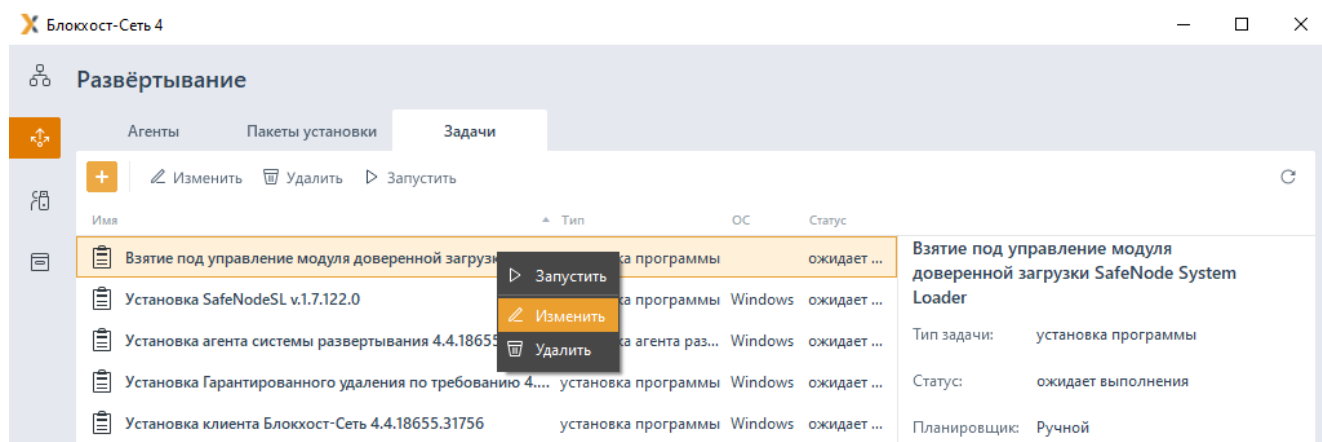 Блокхост-Сеть 4
Развёртывание
Агенты Пакеты установки Задачи
Изменить Удалить Запустить
Имя Тип ОС Статус
Взятие под управление модуля доверенной загрузк ка программы ожидает ...
Установка SafeNodeSL v.1.7.122.0 ка программы Windows ожидает ...
Установка агента системы развертывания 4.4.18655 ка агента раз... Windows ожидает ...
Установка Гарантированного удаления по требованию 4.... установка программы Windows ожидает ...
Установка клиента Блокхост-Сеть 4.4.18655.31756 установка программы Windows ожидает ...
Запустить
Изменить
Удалить
Взятие под управление модуля
доверенной загрузки SafeNode System
Loader
Тип задачи: установка программы
Статус: ожидает выполнения
Планировщик: Ручной